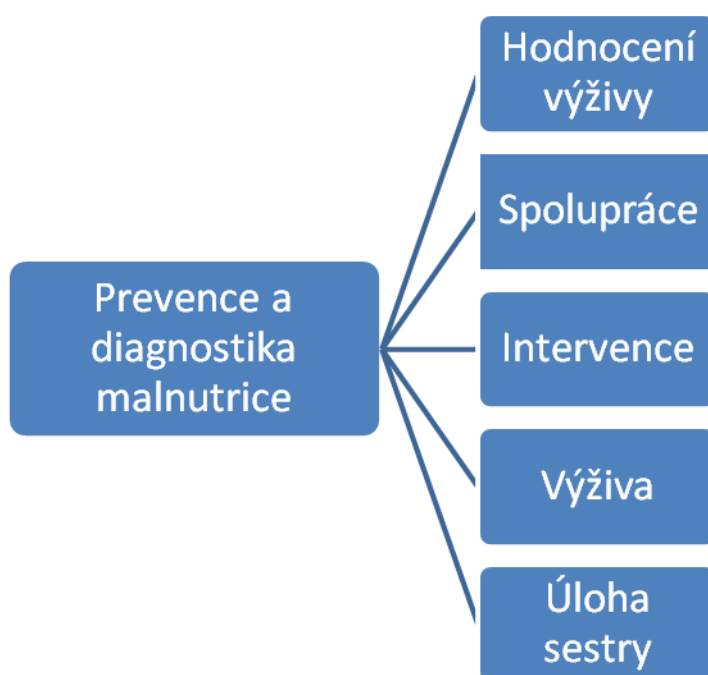 Hodnocení
výživy
Spolupráce
Prevence a
diagnostika
malnutrice
Intervence
Výživa
Úloha
sestry